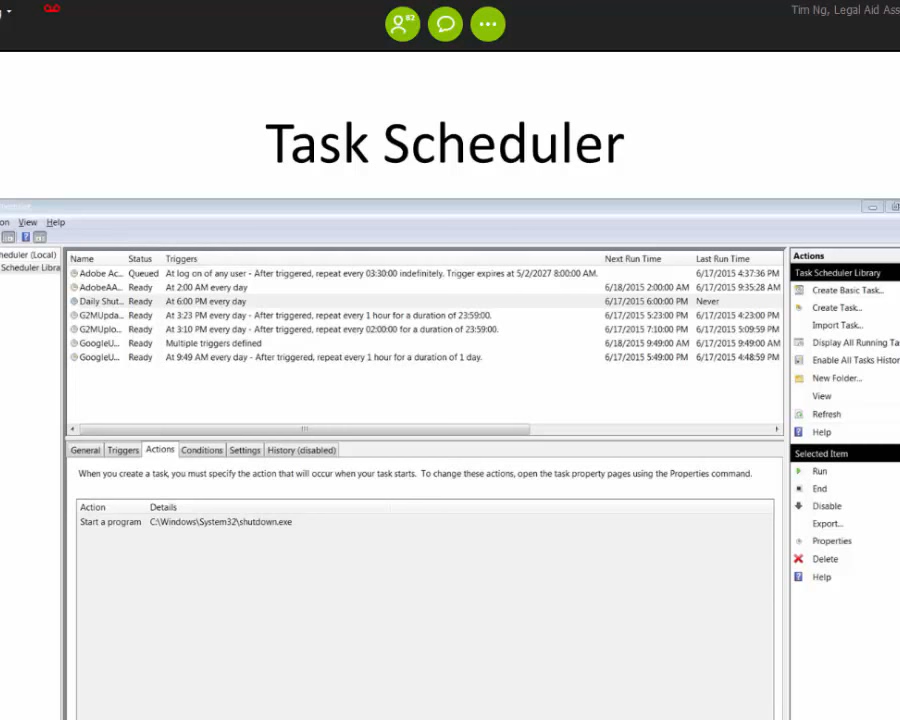 Tim Ng, Legal Aid Ass
82
Task Scheduler
on View Help
heduler (Local)
Scheduler Libra
Name Status Triggers Next Run Time Last Run Time
Adobe Ac... Queued At log on of any user - After triggered, repeat every 03:30:00 indefinitely. Trigger expires at 5/2/2027 8:00:00 AM. 6/17/2015 4:37:36 PM
AdobeAA... Ready At 2:00 AM every day 6/18/2015 2:00:00 AM 6/17/2015 9:35:28 AM
Daily Shut... Ready At 6:00 PM every day 6/17/2015 6:00:00 PM Never
G2MUpda... Ready At 3:23 PM every day - After triggered, repeat every 1 hour for a duration of 23:59:00. 6/17/2015 5:23:00 PM 6/17/2015 4:23:00 PM
G2MUplo... Ready At 3:10 PM every day - After triggered, repeat every 02:00:00 for a duration of 23:59:00. 6/17/2015 7:10:00 PM 6/17/2015 5:09:59 PM
GoogleU... Ready Multiple triggers defined 6/18/2015 9:49:00 AM 6/17/2015 9:49:00 AM
GoogleU... Ready At 9:49 AM every day - After triggered, repeat every 1 hour for a duration of 1 day. 6/17/2015 5:49:00 PM 6/17/2015 4:48:59 PM
General Triggers Actions Conditions Settings History (disabled)
When you create a task, you must specify the action that will occur when your task starts. To change these actions, open the task property pages using the Properties command.
Action Details
Start a program C:\Windows\System32\shutdown.exe
Actions
Task Scheduler Library
Create Basic Task...
Create Task...
Import Task...
Display All Running Ta
Enable All Tasks Histor
New Folder...
View
Refresh
Help
Selected Item
Run
End
Disable
Export...
Properties
Delete
Help